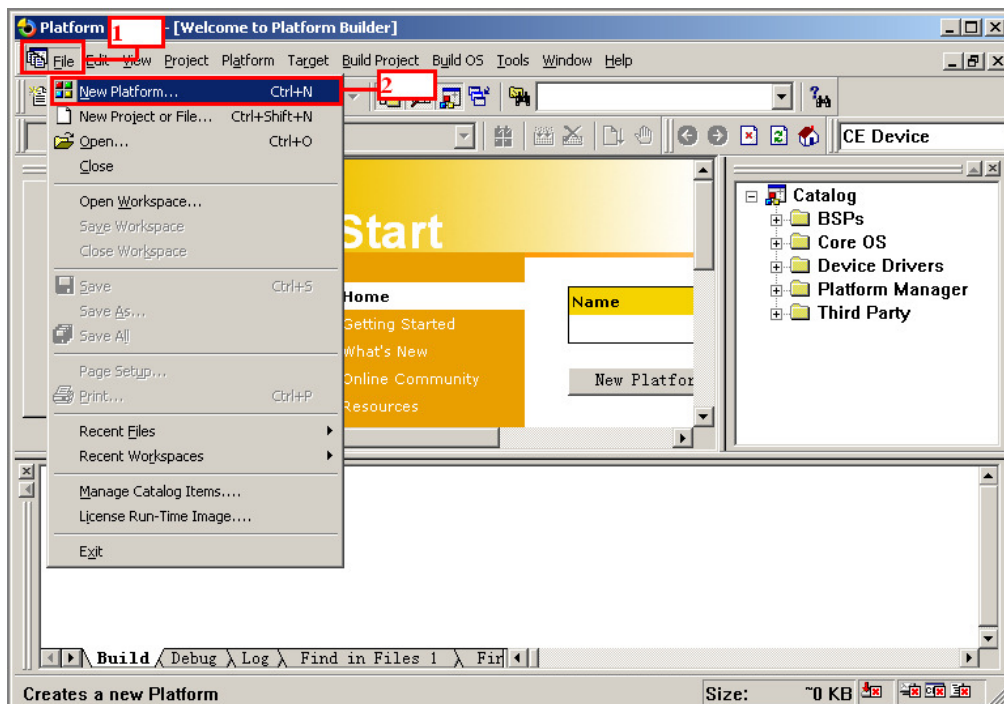 Platform - [Welcome to Platform Builder]
1
File Edit View Project Platform Target Build Project Build OS Tools Window Help
2
New Platform... Ctrl+N
New Project or File... Ctrl+Shift+N
Open... Ctrl+O
Close
Open Workspace...
Save Workspace
Close Workspace
Save Ctrl+S
Save As...
Save All
Page Setup...
Print... Ctrl+P
Recent Files
Recent Workspaces
Manage Catalog Items....
License Run-Time Image....
Exit
CE Device
Start
Home
Getting Started
What's New
Online Community
Resources
Name
New Platfor
Catalog
BSPs
Core OS
Device Drivers
Platform Manager
Third Party
Build Debug Log Find in Files 1 Fir
Creates a new Platform Size: ~0 KB